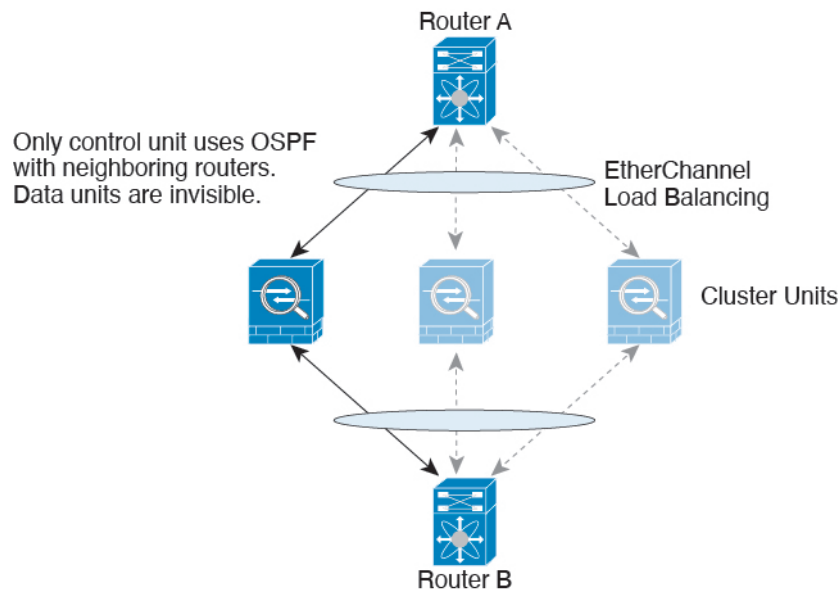 Router A
Only control unit uses OSPF
with neighboring routers.
Data units are invisible.
EtherChannel
Load Balancing
Cluster Units
Router B